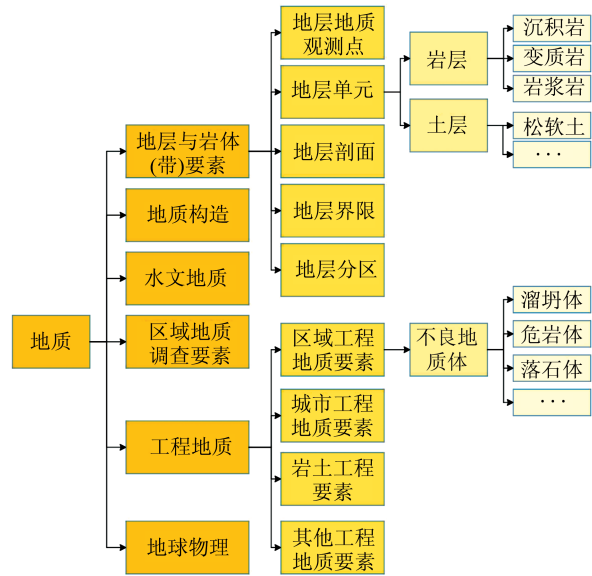 地质
地层与岩体
(带)要素
地质构造
水文地质
区域地质
调查要素
工程地质
地球物理
地层地质
观测点
地层单元
地层剖面
地层界限
地层分区
区域工程
地质要素
城市工程
地质要素
岩土工程
要素
其他工程
地质要素
岩层
土层
不良地
质体
沉积岩
变质岩
岩浆岩
松软土
···
溜坍体
危岩体
落石体
···